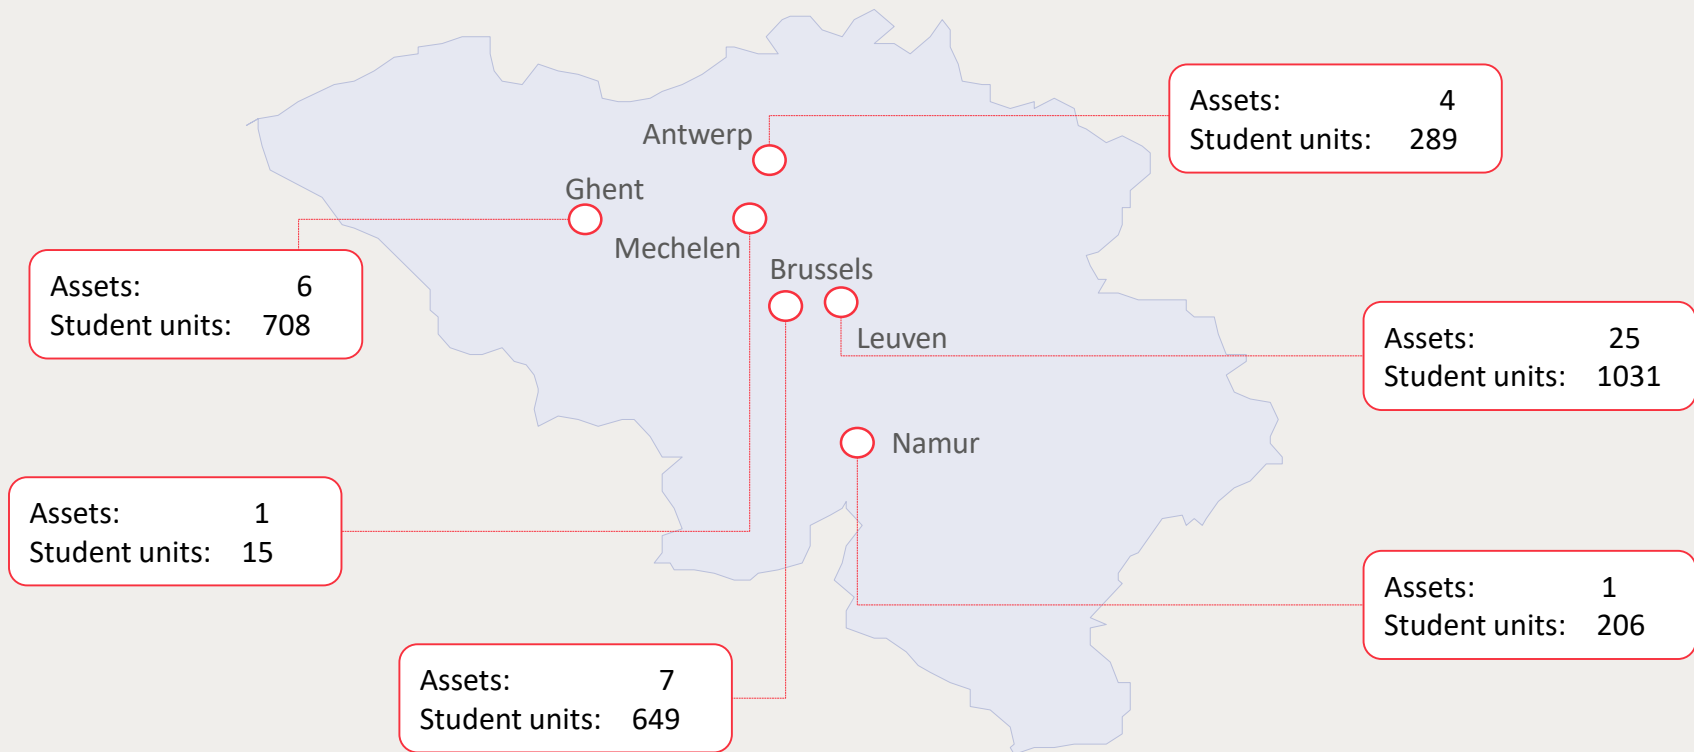 Assets: 4
Student units: 289
Antwerp
Ghent
Mechelen
Brussels
Leuven
Namur
Assets: 6
Student units: 708
Assets: 25
Student units: 1031
Assets: 1
Student units: 15
Assets: 1
Student units: 206
Assets: 7
Student units: 649